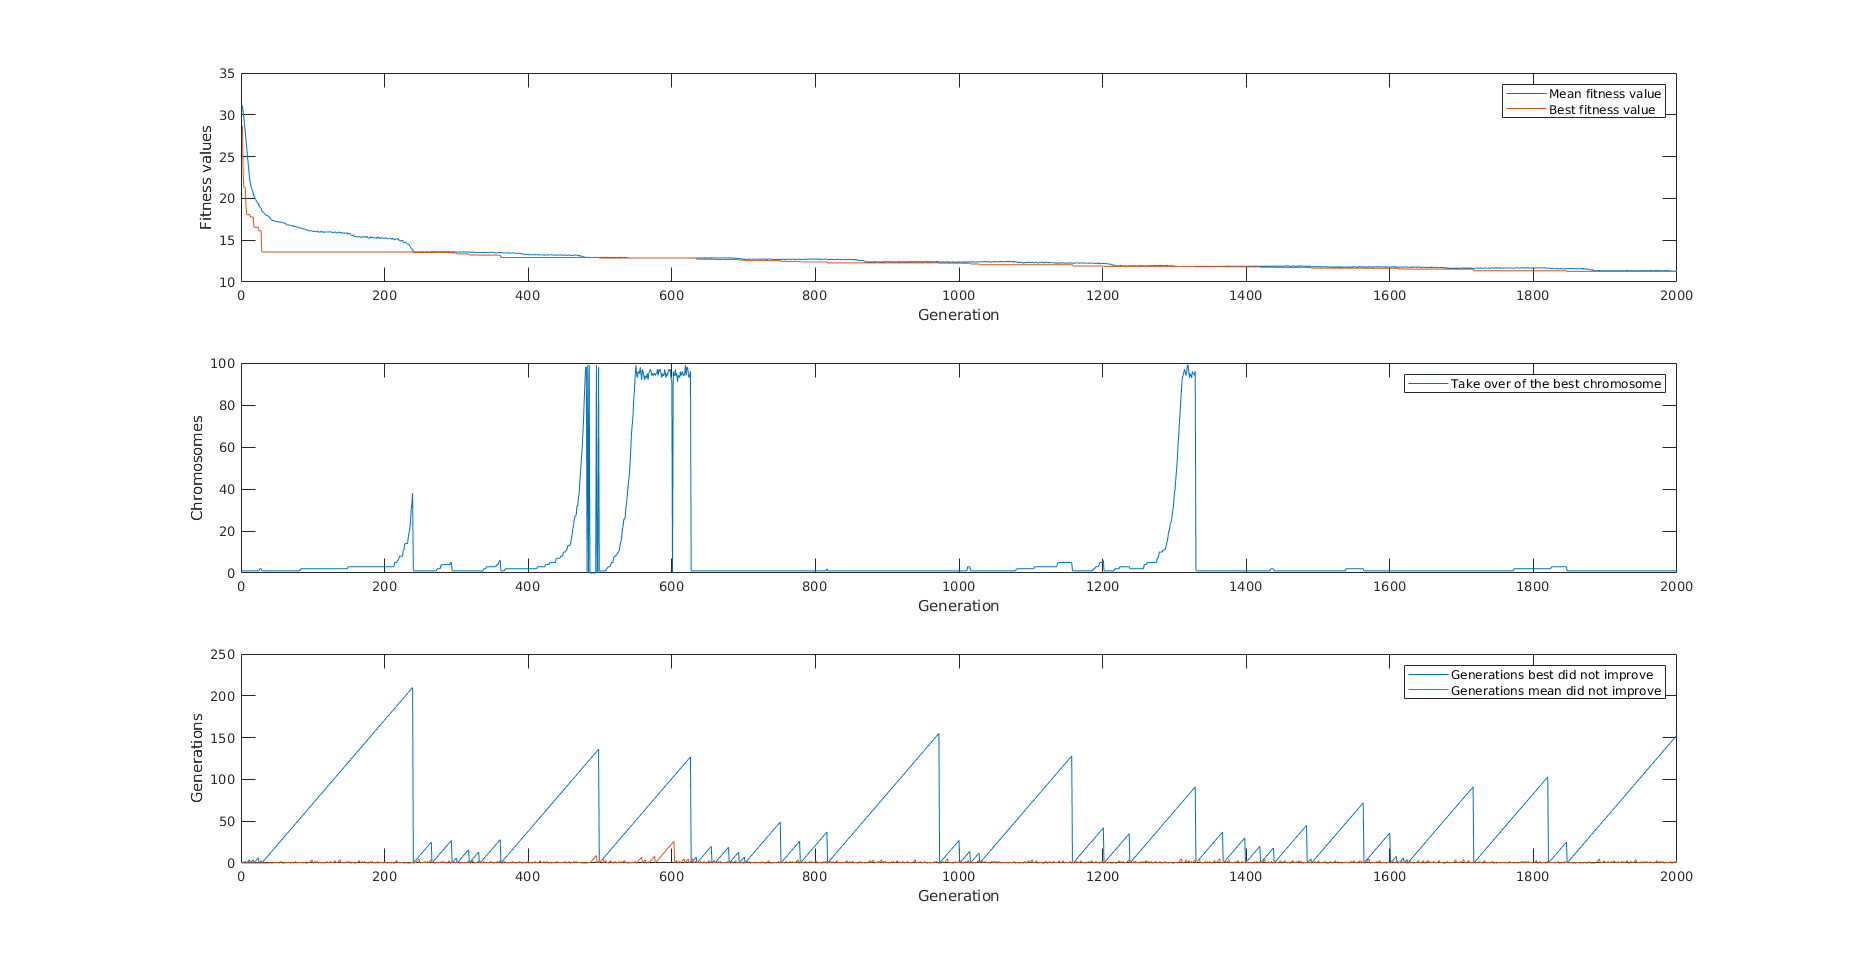 35
30
25
20
15
10
Fitness values
Mean fitness value
Best fitness value
0 200 400 600 800 1000 1200 1400 1600 1800 2000
Generation
100
80
60
40
20
0
Chromosomes
Take over of the best chromosome
0 200 400 600 800 1000 1200 1400 1600 1800 2000
Generation
250
200
150
100
50
0
Generations
Generations best did not improve
Generations mean did not improve
0 200 400 600 800 1000 1200 1400 1600 1800 2000
Generation